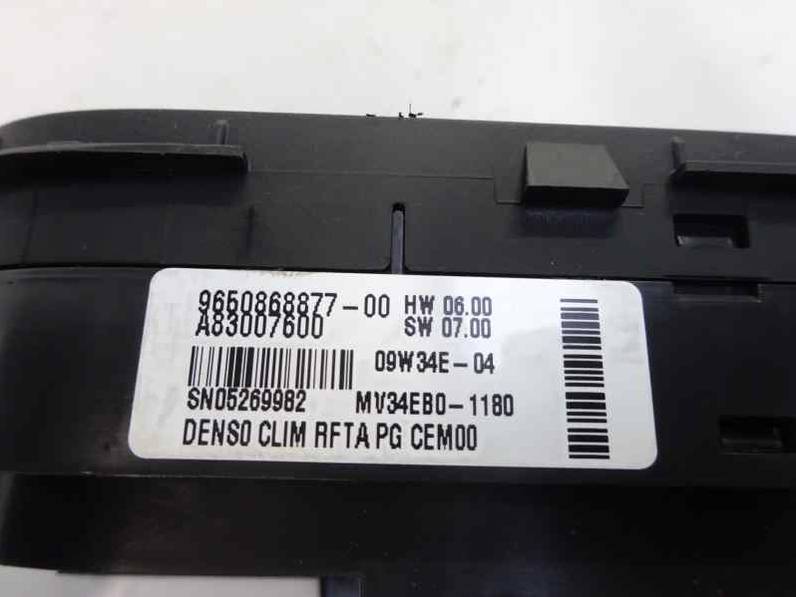 9650868877-00 HW 06.00
A83007600 SW 07.00
09W34E-04
SN05269982 MV34EB0-1180
DENSO CLIM RFTA PG CEM00